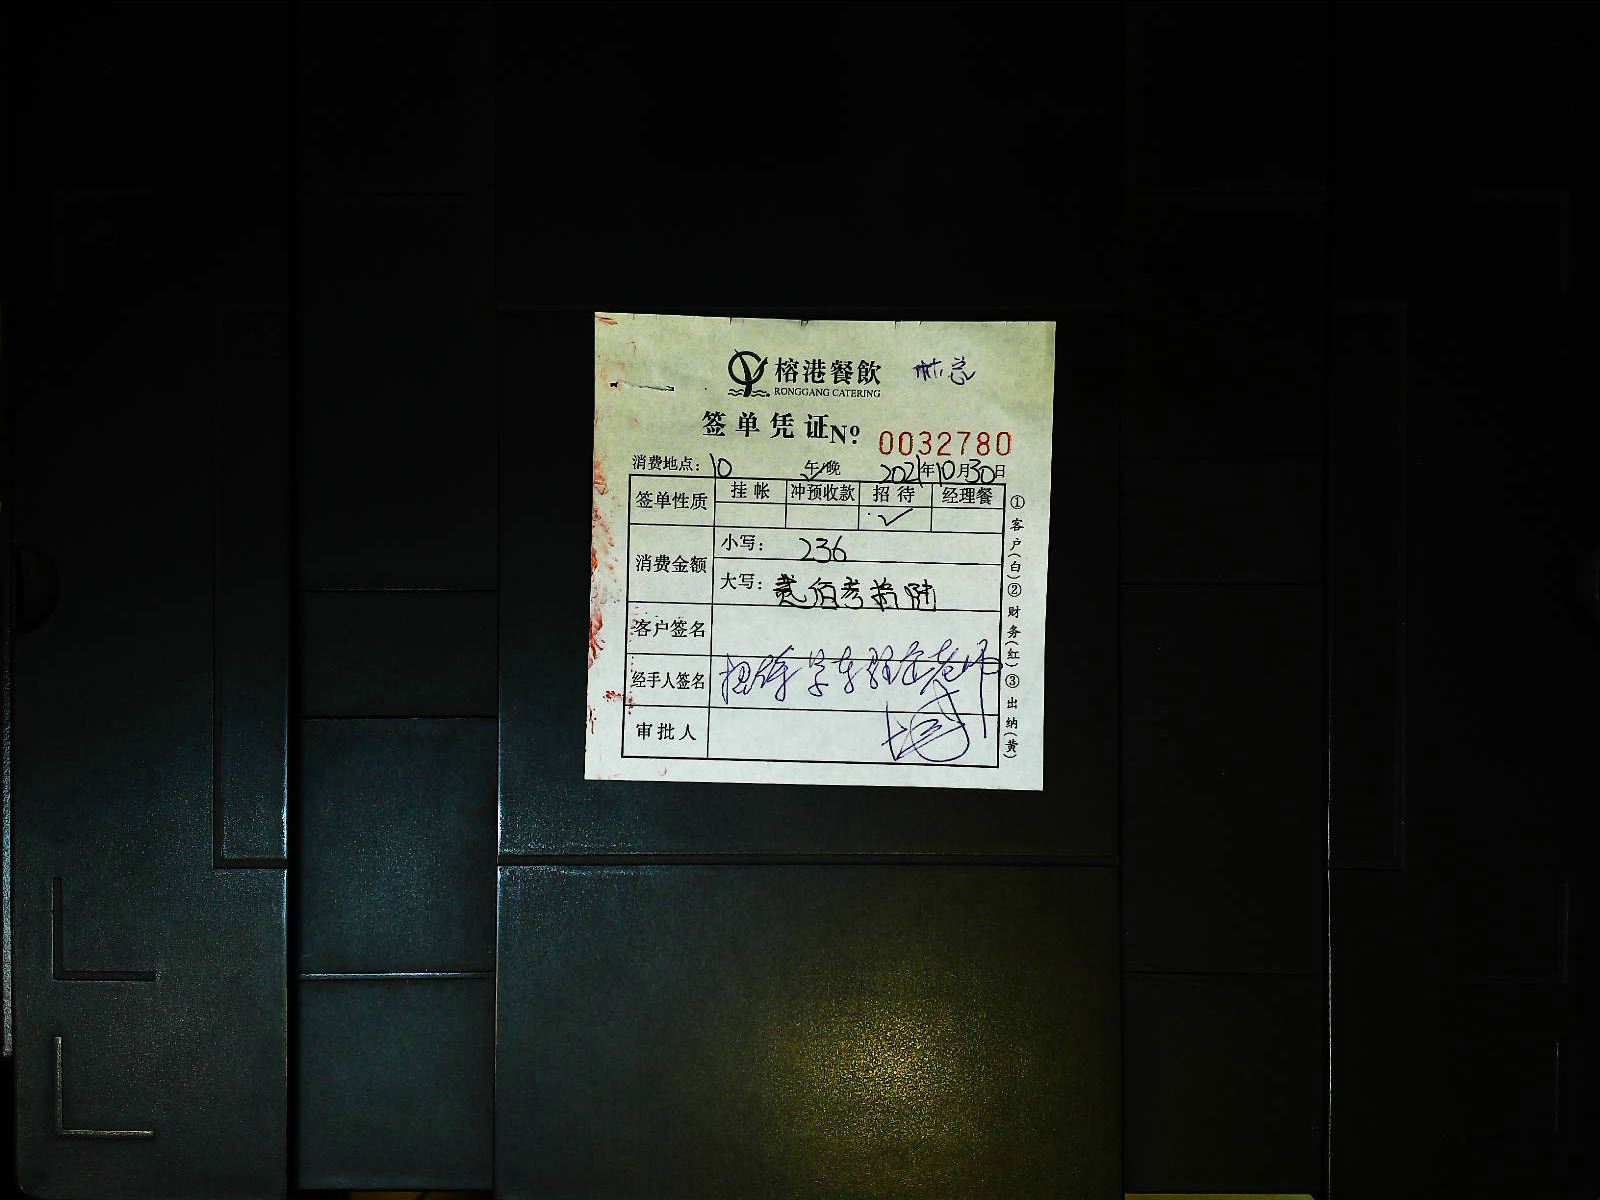 榕港餐飲 林总
RONGGANG CATERING
签单凭证 Nº 0032780
消费地点：10 午/晚 2021年10月30日
签单性质 挂帐 冲预收款 招待 经理餐
✓
消费金额 小写：236
大写：贰佰叁拾陆
客户签名
经手人签名
审批人
①客户(白)②财务(红)③出纳(黄)